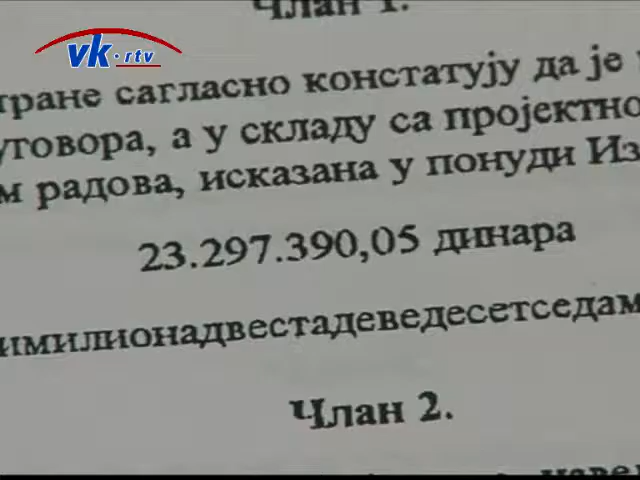 vk·rtv
Члан 1.
тране сагласно констатују да је
уговора, а у складу са пројектно
м радова, исказана у понуди Из
23.297.390,05 динара
имилионадвестадеведесетседам
Члан 2.